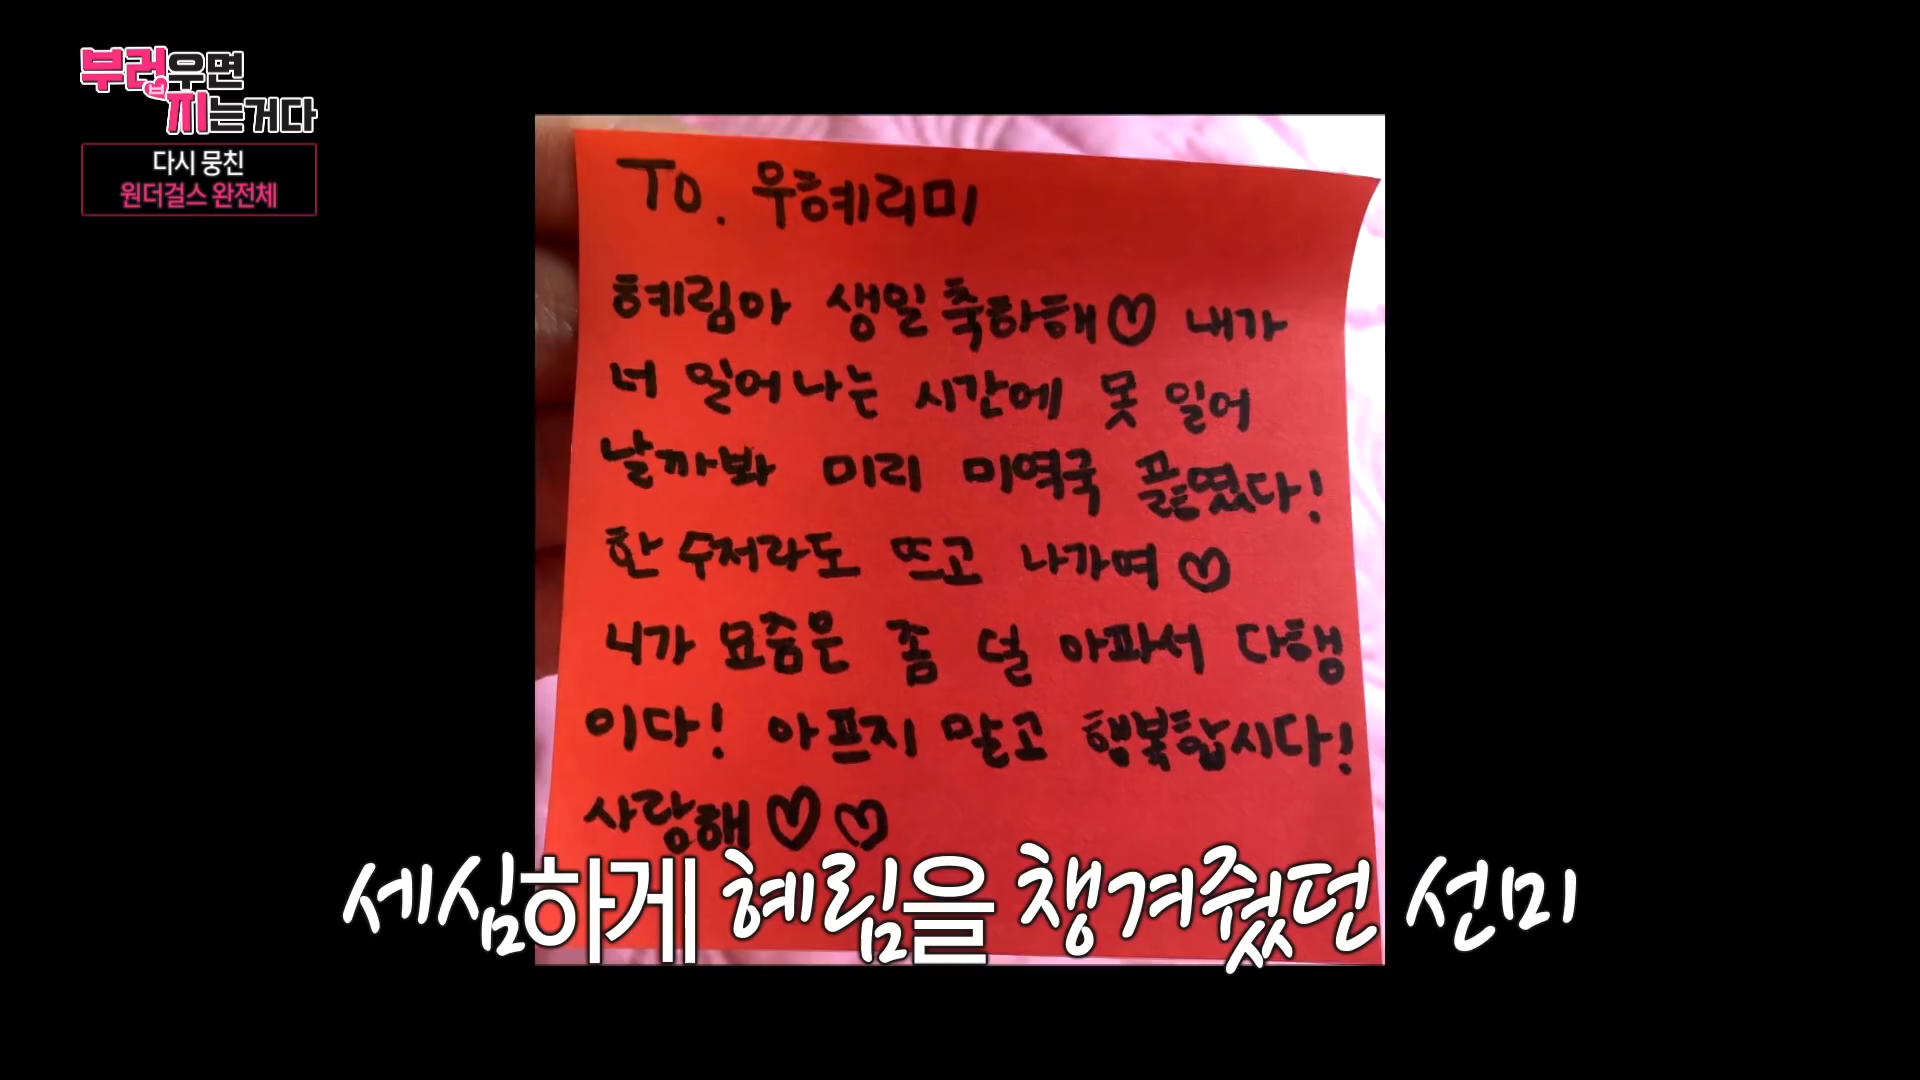 부럽우면
지는거다
다시 뭉친
원더걸스 완전체
To. 우혜리미
혜림아 생일축하해♡ 내가
너 일어나는 시간에 못 일어
날까봐 미리 미역국 끓였다!
한 수저라도 뜨고 나가며♡
니가 묘즘은 좀 덜 아파서 다행
이다! 아프지 말고 행복합시다!
사랑해♡♡
세심하게 혜림을 챙겨줬던 선미